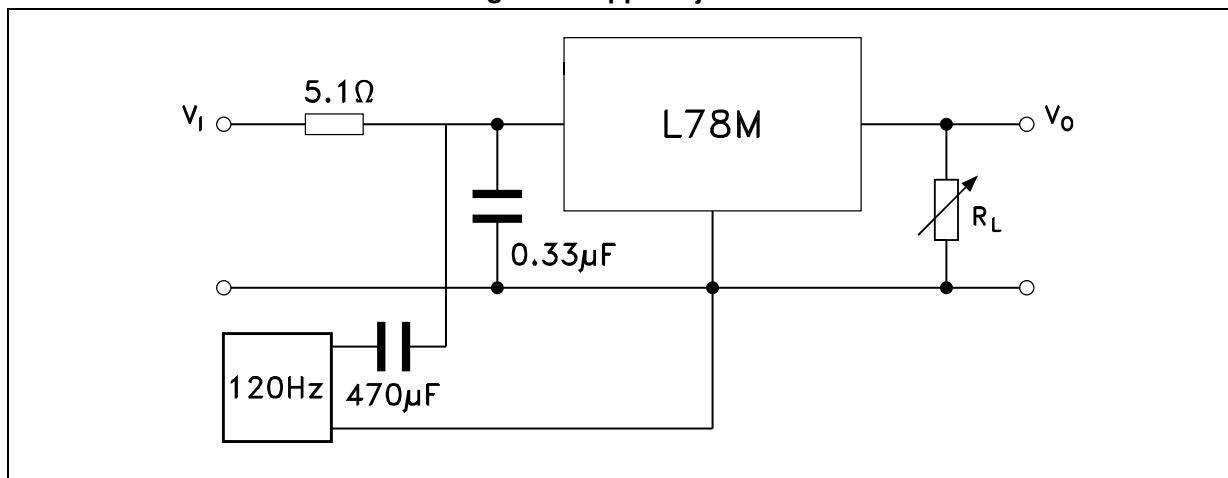 5.1Ω
V_I
L78M
V_O
R_L
0.33µF
120Hz
470µF